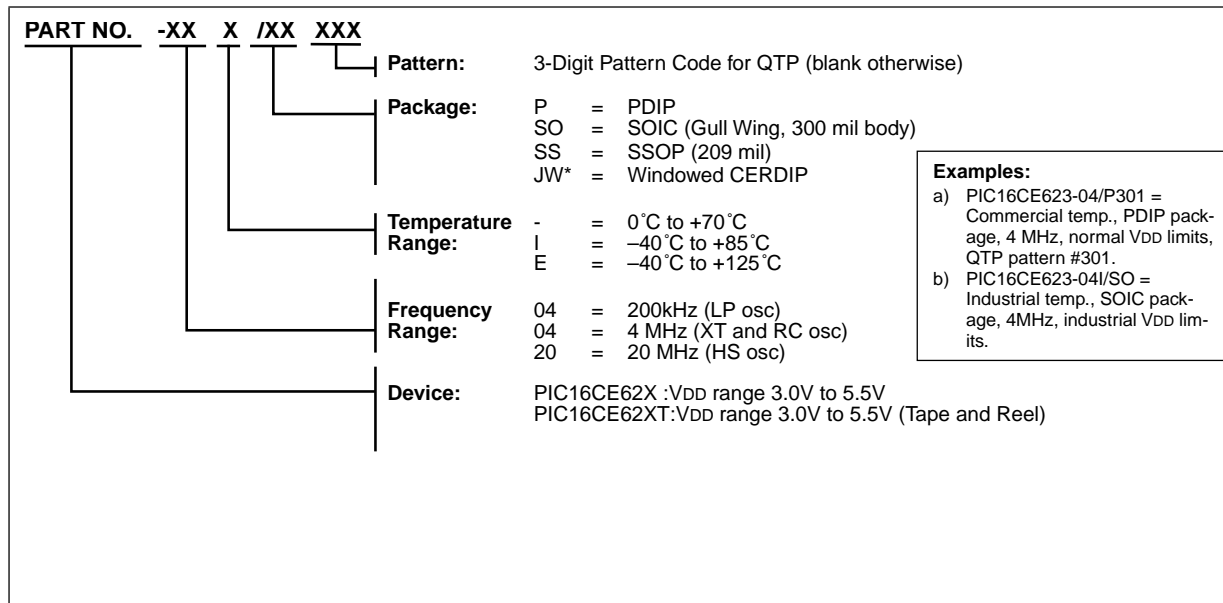 PART NO. -XX X /XX XXX
Pattern: 3-Digit Pattern Code for QTP (blank otherwise)
Package: P = PDIP
SO = SOIC (Gull Wing, 300 mil body)
SS = SSOP (209 mil)
JW* = Windowed CERDIP
Temperature - = 0˚C to +70˚C
Range: I = –40˚C to +85˚C
E = –40˚C to +125˚C
Frequency 04 = 200kHz (LP osc)
Range: 04 = 4 MHz (XT and RC osc)
20 = 20 MHz (HS osc)
Device: PIC16CE62X :VDD range 3.0V to 5.5V
PIC16CE62XT:VDD range 3.0V to 5.5V (Tape and Reel)
Examples:
a) PIC16CE623-04/P301 =
Commercial temp., PDIP pack-
age, 4 MHz, normal VDD limits,
QTP pattern #301.
b) PIC16CE623-04I/SO =
Industrial temp., SOIC pack-
age, 4MHz, industrial VDD lim-
its.